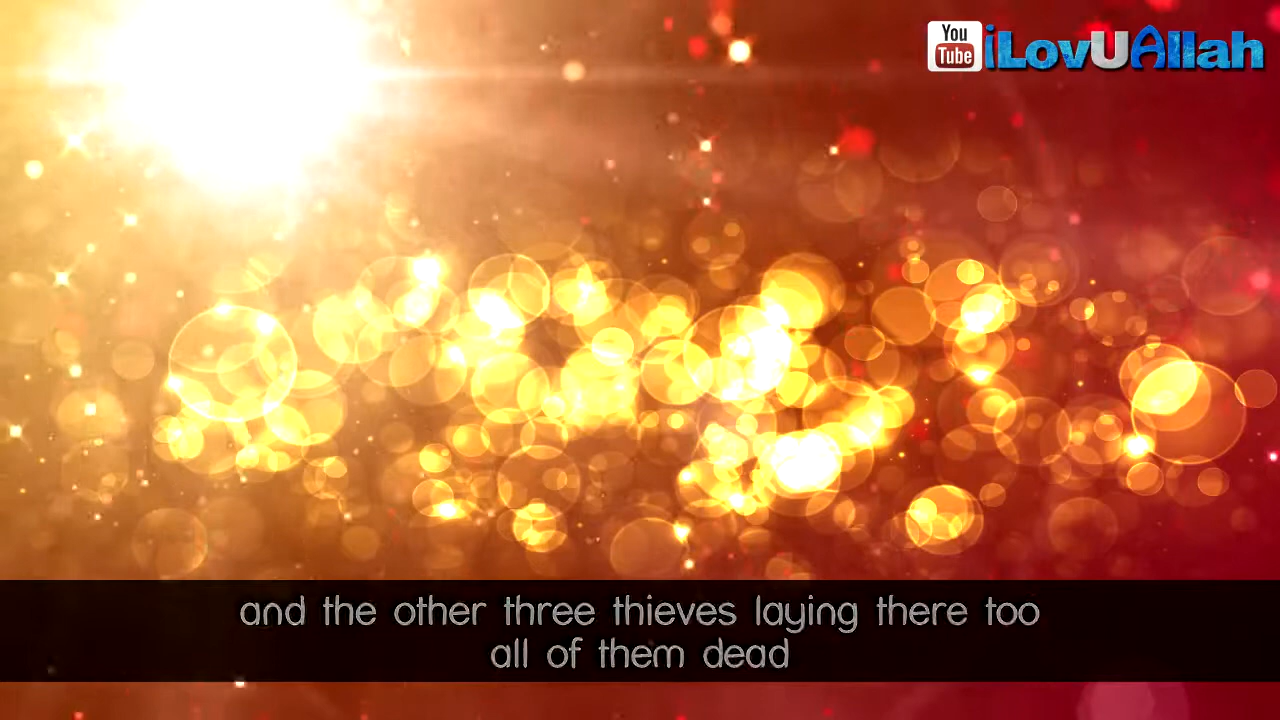 You
Tube
iLovUAllah
and the other three thieves laying there too
all of them dead